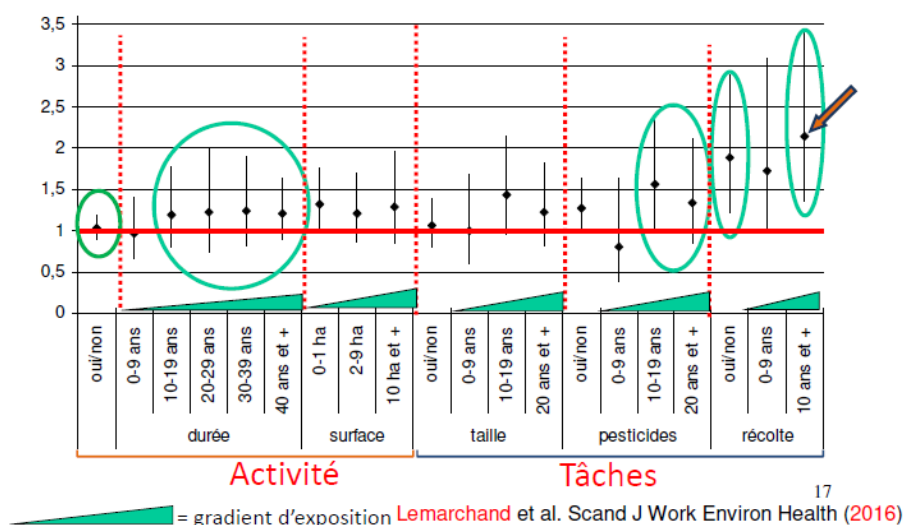 3,5
3
2,5
2
1,5
1
0,5
0
oui/non
0-9 ans
10-19 ans
20-29 ans
30-39 ans
40 ans et +
0-1 ha
2-9 ha
10 ha et +
oui/non
0-9 ans
10-19 ans
20 ans et +
oui/non
0-9 ans
10-19 ans
20 ans et +
oui/non
0-9 ans
10 ans et +
durée
surface
taille
pesticides
récolte
Activité
Tâches
17
= gradient d'exposition Lemarchand et al. Scand J Work Environ Health (2016)